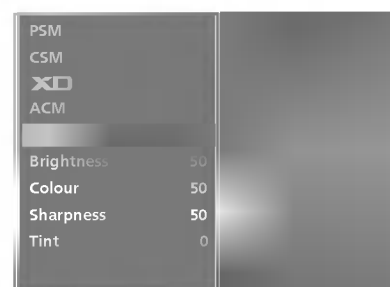 PSM
CSM
XD
ACM
Brightness 50
Colour 50
Sharpness 50
Tint 0